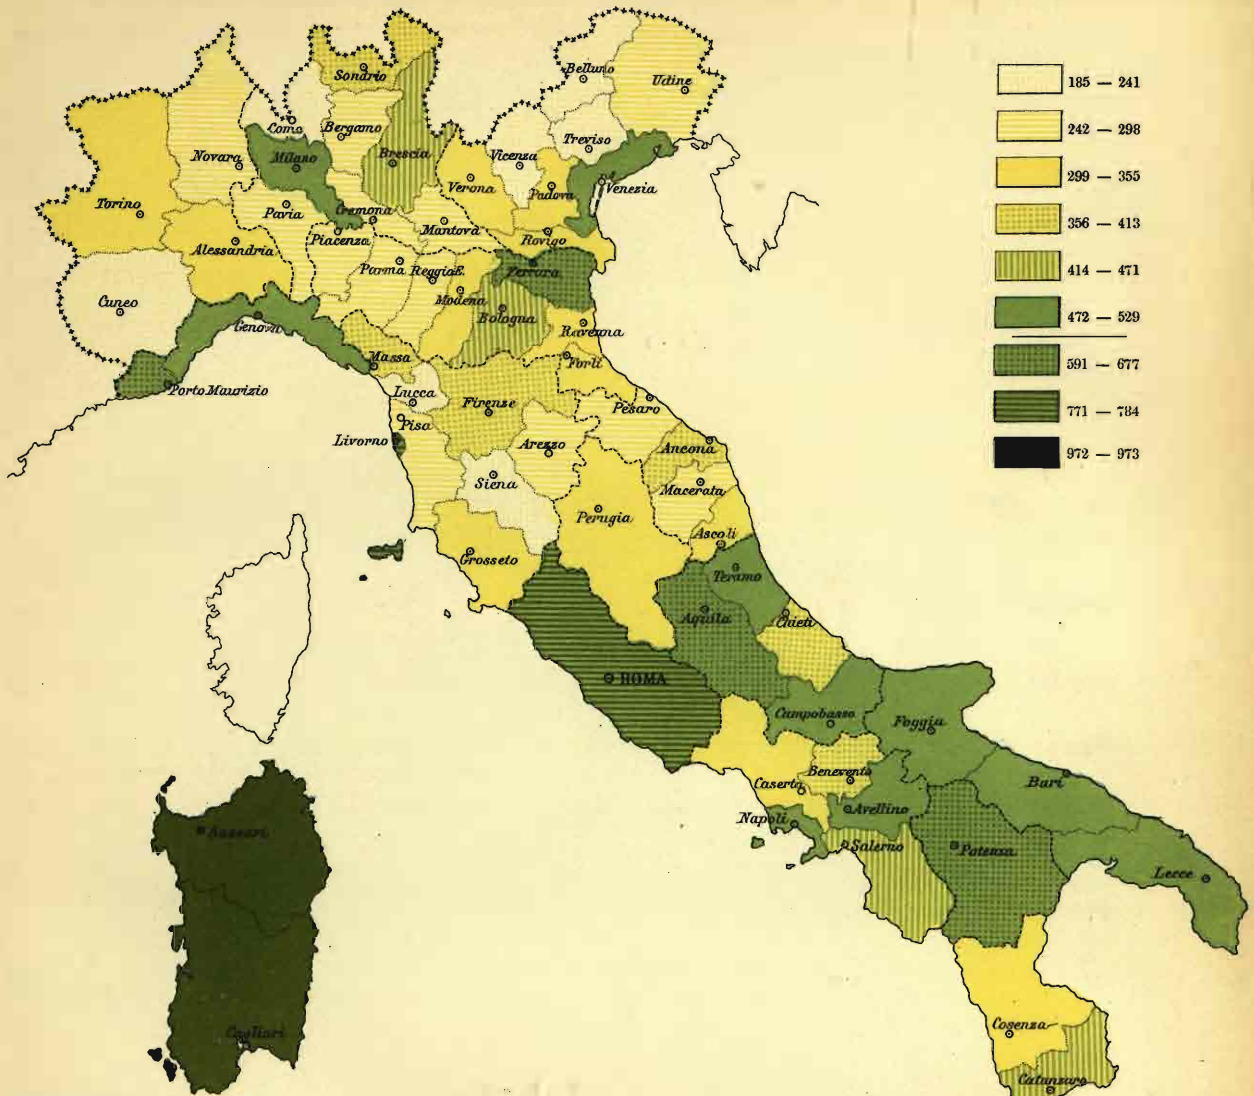 185 — 241
242 — 298
299 — 355
356 — 413
414 — 471
472 — 529
591 — 677
771 — 784
972 — 973
Belluno
Udine
Sondrio
Como
Bergamo
Treviso
Novara
Milano
Brescia
Vicenza
Verona
Padova
Venezia
Torino
Pavia
Cremona
Mantova
Piacenza
Rovigo
Alessandria
Parma
Reggio E.
Ferrara
Modena
Cuneo
Genova
Bologna
Ravenna
Massa
Forlì
Porto Maurizio
Lucca
Firenze
Pesaro
Pisa
Livorno
Arezzo
Ancona
Siena
Macerata
Perugia
Ascoli
Grosseto
Teramo
Aquila
Chieti
ROMA
Campobasso
Foggia
Caserta
Benevento
Bari
Napoli
Avellino
Sassari
Salerno
Potenza
Lecce
Cosenza
Cagliari
Catanzaro